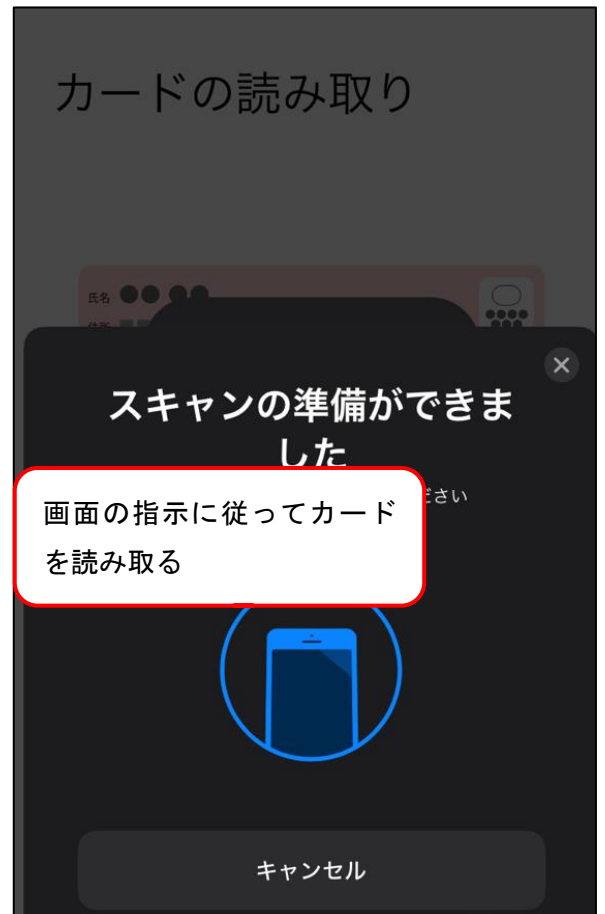 カードの読み取り
氏名
スキャンの準備ができま
した
ださい
画面の指示に従ってカード
を読み取る
キャンセル